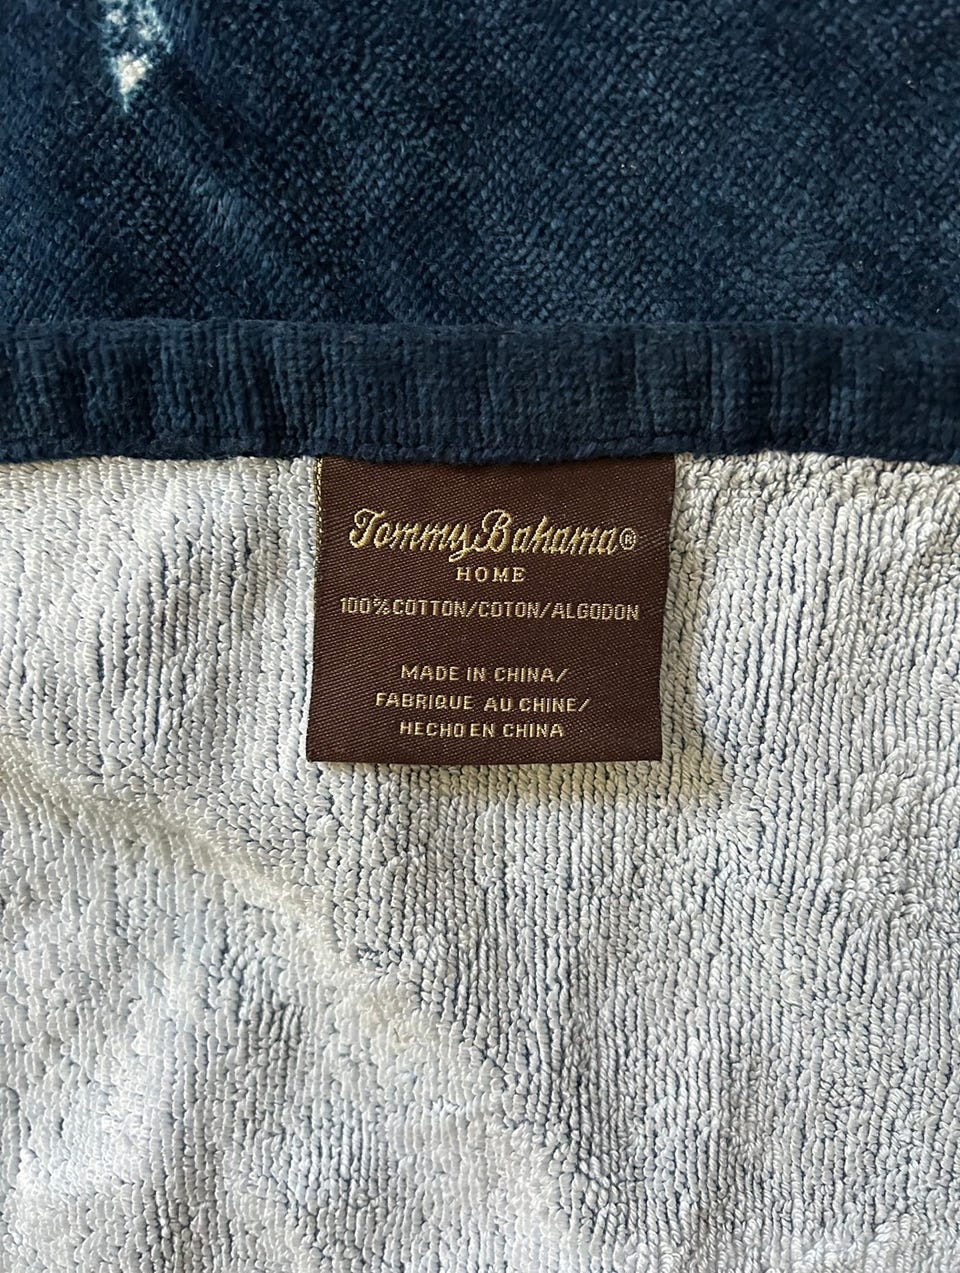 Tommy Bahama®
HOME
100%COTTON/COTON/ALGODON
MADE IN CHINA/
FABRIQUE AU CHINE/
HECHO EN CHINA